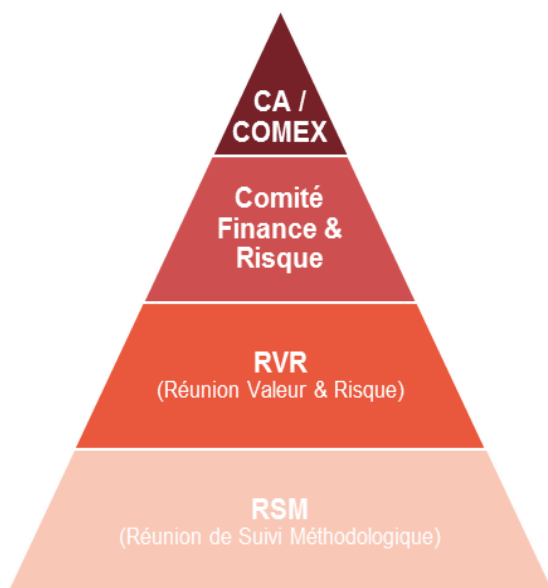 CA /
COMEX
Comité
Finance &
Risque
RVR
(Réunion Valeur & Risque)
RSM
(Réunion de Suivi Méthodologique)